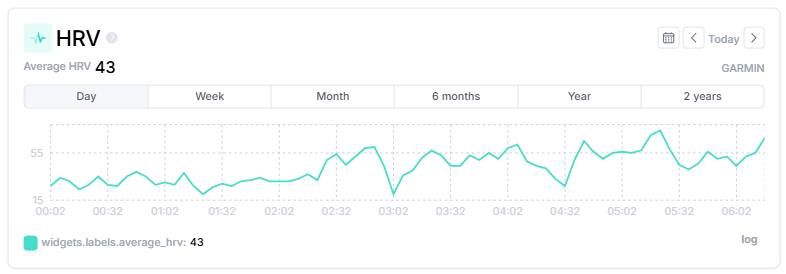 HRV ?
Today
Average HRV 43
GARMIN
Day Week Month 6 months Year 2 years
55
15
00:02 00:32 01:02 01:32 02:02 02:32 03:02 03:32 04:02 04:32 05:02 05:32 06:02
widgets.labels.average_hrv: 43
log